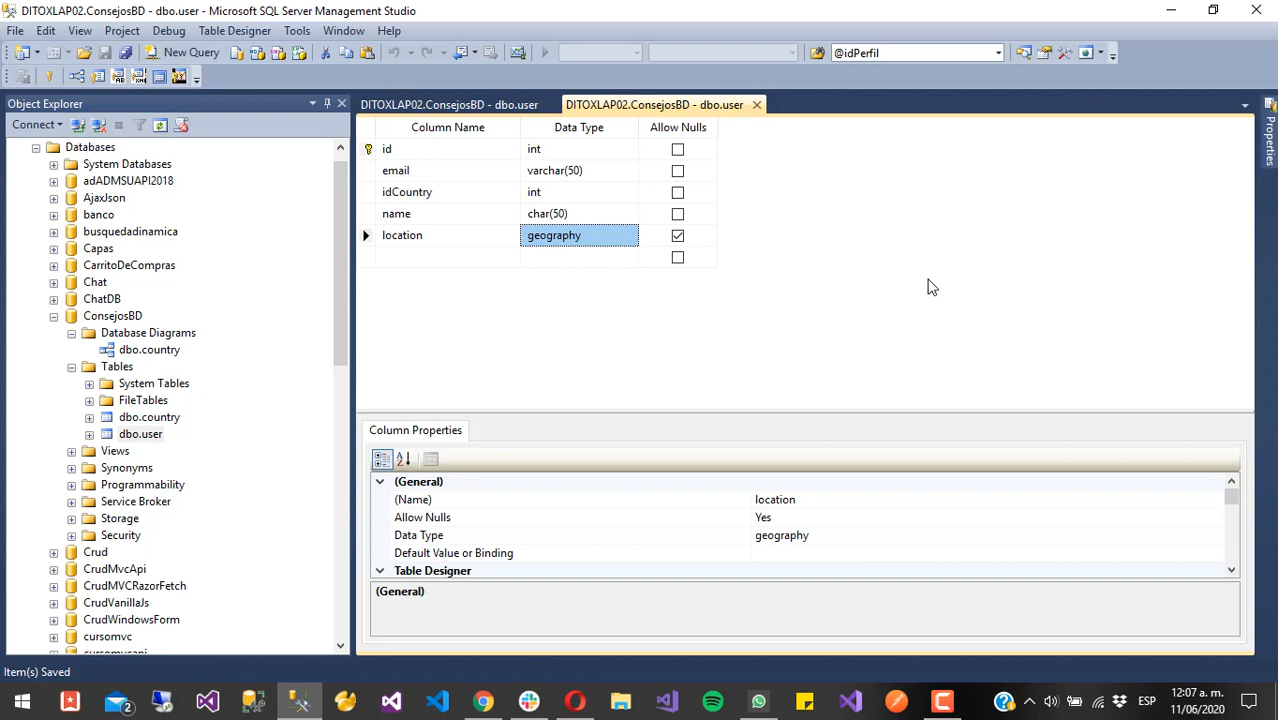 DITOXLAP02.ConsejosBD - dbo.user - Microsoft SQL Server Management Studio
File Edit View Project Debug Table Designer Tools Window Help
New Query @idPerfil
Object Explorer
Connect
Databases
System Databases
adADMSUAPI2018
AjaxJson
banco
busquedadinamica
Capas
CarritoDeCompras
Chat
ChatDB
ConsejosBD
Database Diagrams
dbo.country
Tables
System Tables
FileTables
dbo.country
dbo.user
Views
Synonyms
Programmability
Service Broker
Storage
Security
Crud
CrudMvcApi
CrudMVCRazorFetch
CrudVanillaJs
CrudWindowsForm
cursomvc
cursomvcapi
DITOXLAP02.ConsejosBD - dbo.user DITOXLAP02.ConsejosBD - dbo.user
Column Name Data Type Allow Nulls
id int
email varchar(50)
idCountry int
name char(50)
location geography
Column Properties
(General)
(Name) location
Allow Nulls Yes
Data Type geography
Default Value or Binding
Table Designer
(General)
Properties
Item(s) Saved
2
ESP
12:07 a. m.
11/06/2020